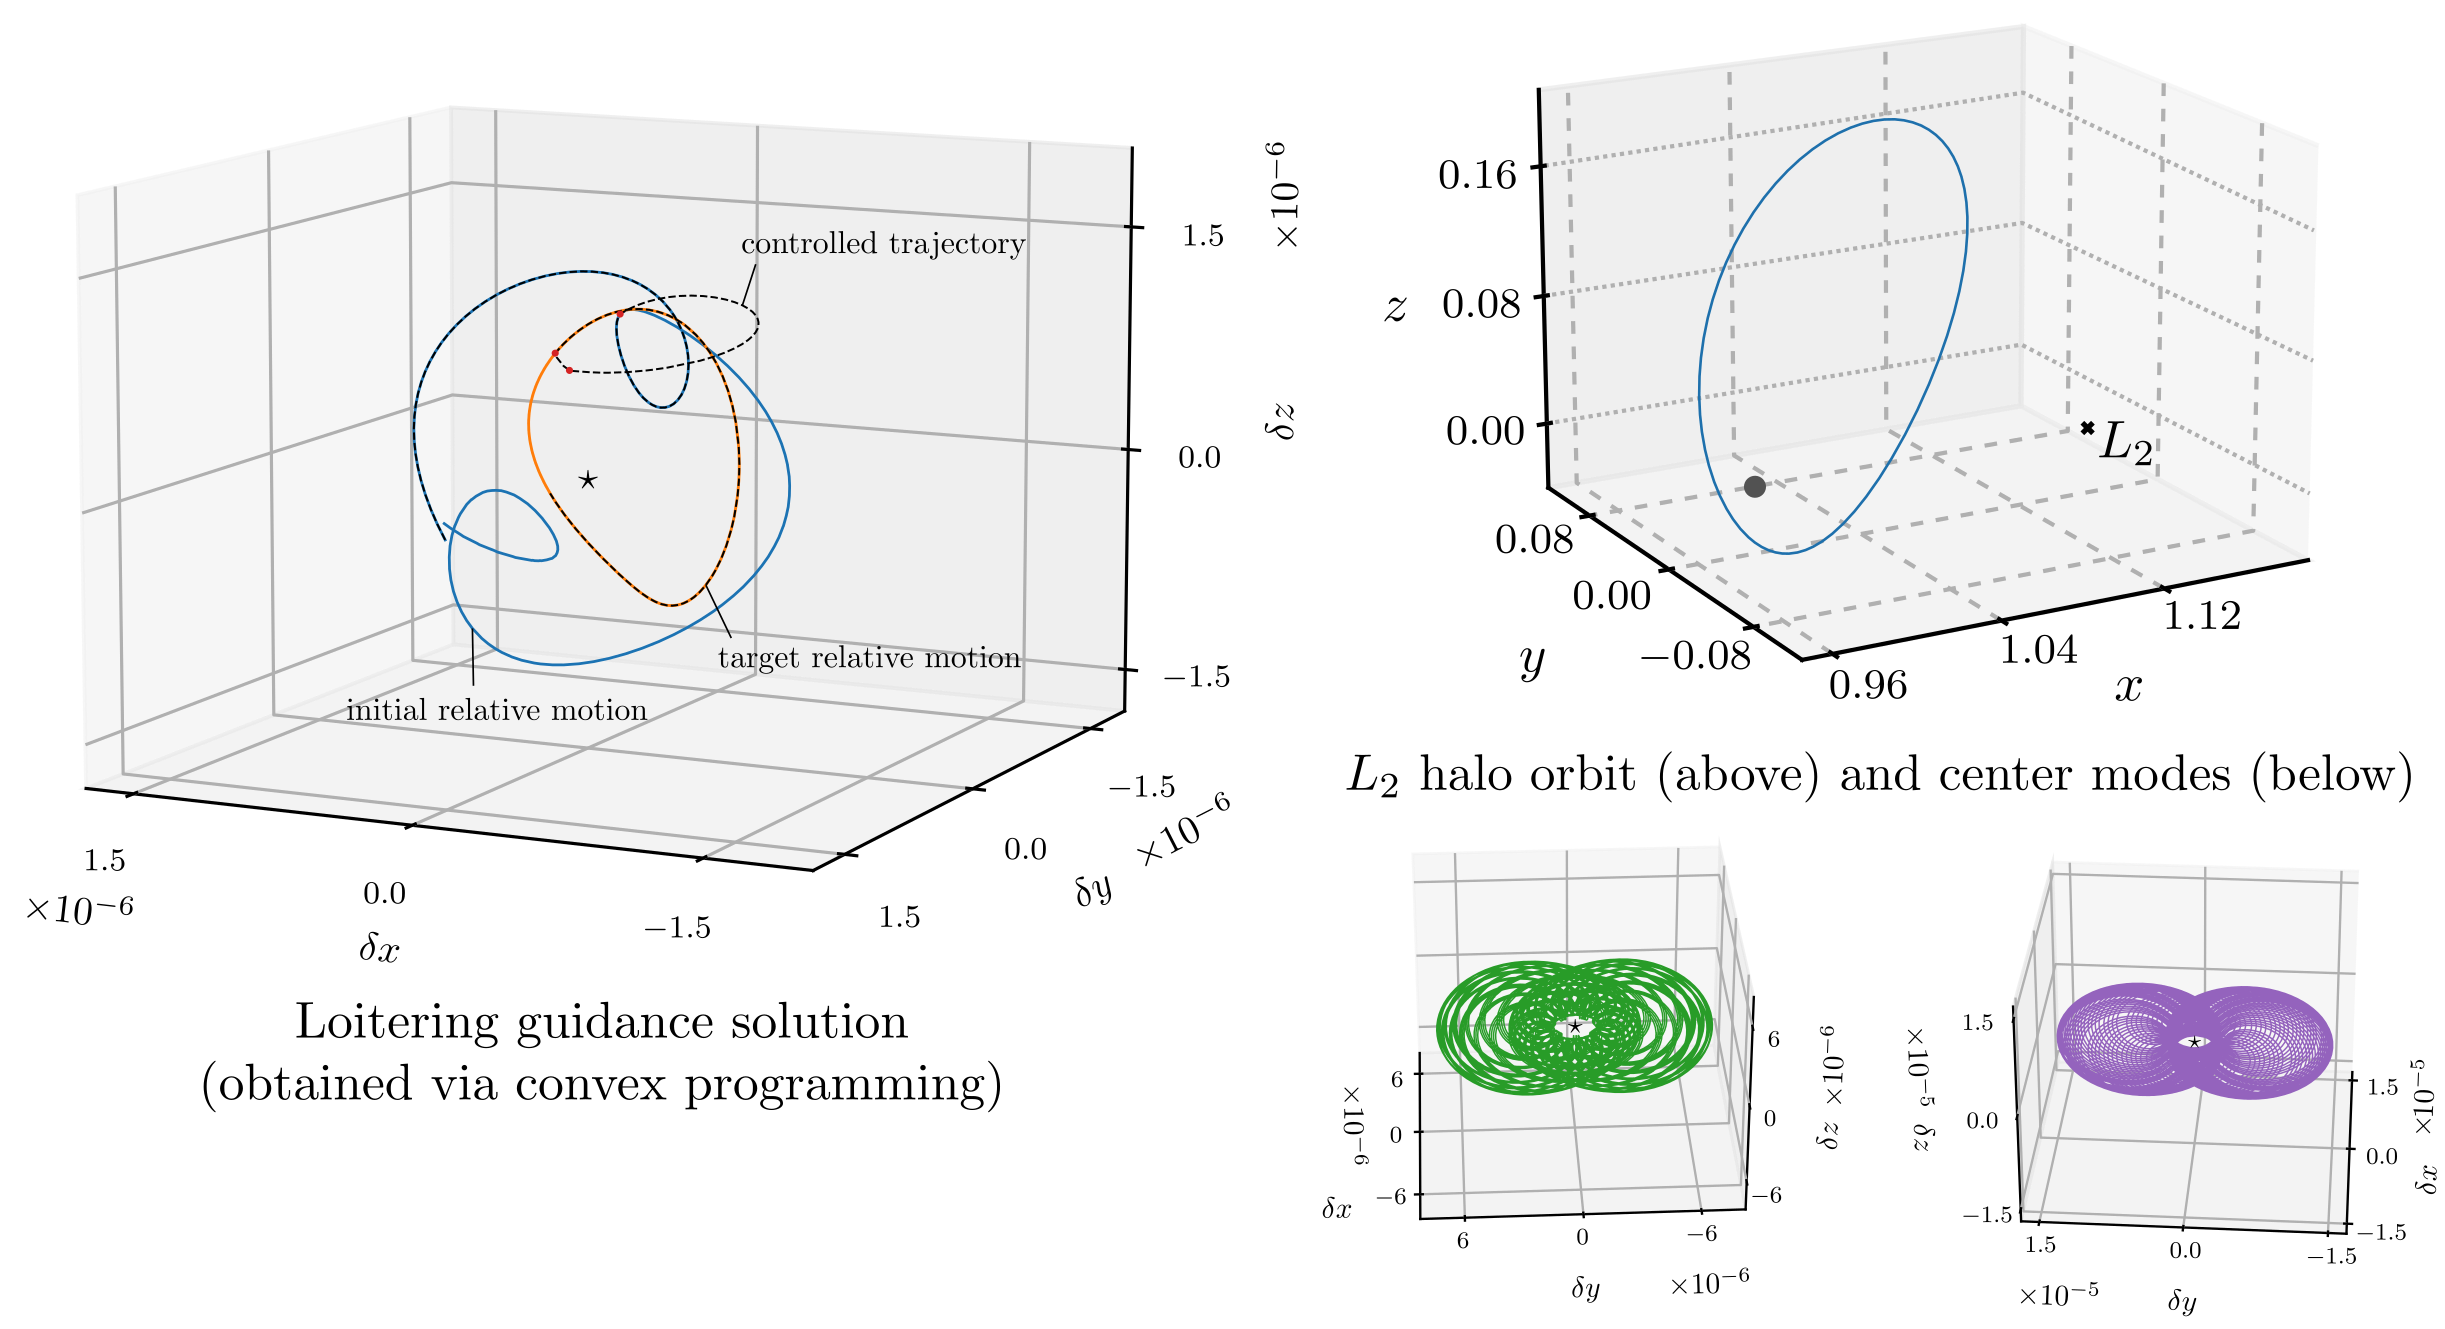 controlled trajectory
target relative motion
initial relative motion
×10⁻⁶
1.5
0.0
−1.5
δz
−1.5
0.0
1.5
×10⁻⁶
δy
1.5
0.0
−1.5
×10⁻⁶
δx
Loitering guidance solution
(obtained via convex programming)
0.16
0.08
0.00
z
L₂
0.08
0.00
−0.08
y
0.96
1.04
1.12
x
L₂ halo orbit (above) and center modes (below)
×10⁻⁶
6
0
−6
δx
6
0
−6
δy
×10⁻⁶
6
0
−6
δz ×10⁻⁶
×10⁻⁵ δz
1.5
0.0
−1.5
1.5
0.0
−1.5
×10⁻⁵
δy
1.5
0.0
−1.5
δx ×10⁻⁵